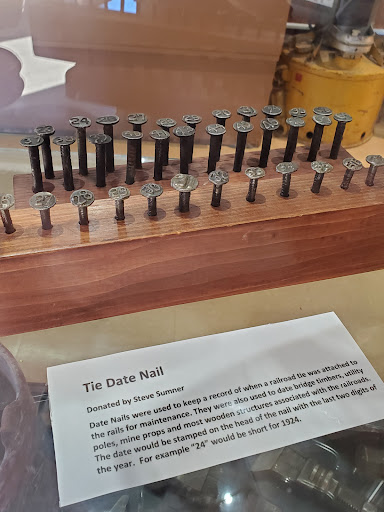 24
Tie Date Nail
Donated by Steve Sumner
Date Nails were used to keep a record of when a railroad tie was attached to
the rails for maintenance. They were also used to date bridge timbers, utility
poles, mine props and most wooden structures associated with the railroads.
The date would be stamped on the head of the nail with the last two digits of
the year. For example "24" would be short for 1924.